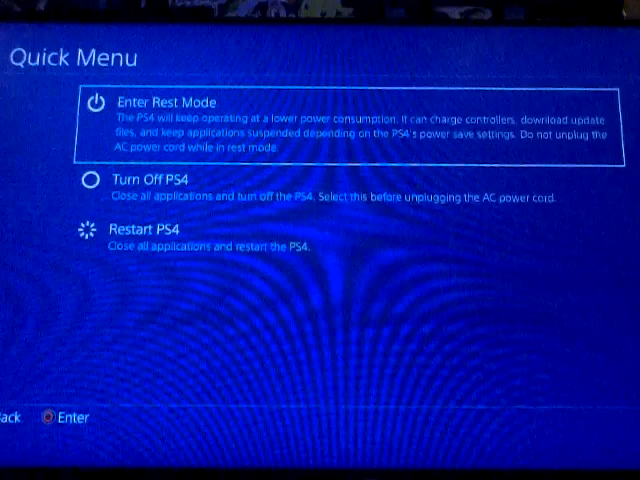 Quick Menu
Enter Rest Mode
The PS4 will keep operating at a lower power consumption. It can charge controllers, download update
files, and keep applications suspended depending on the PS4's power save settings. Do not unplug the
AC power cord while in rest mode.
Turn Off PS4
Close all applications and turn off the PS4. Select this before unplugging the AC power cord.
Restart PS4
Close all applications and restart the PS4.
ack Enter